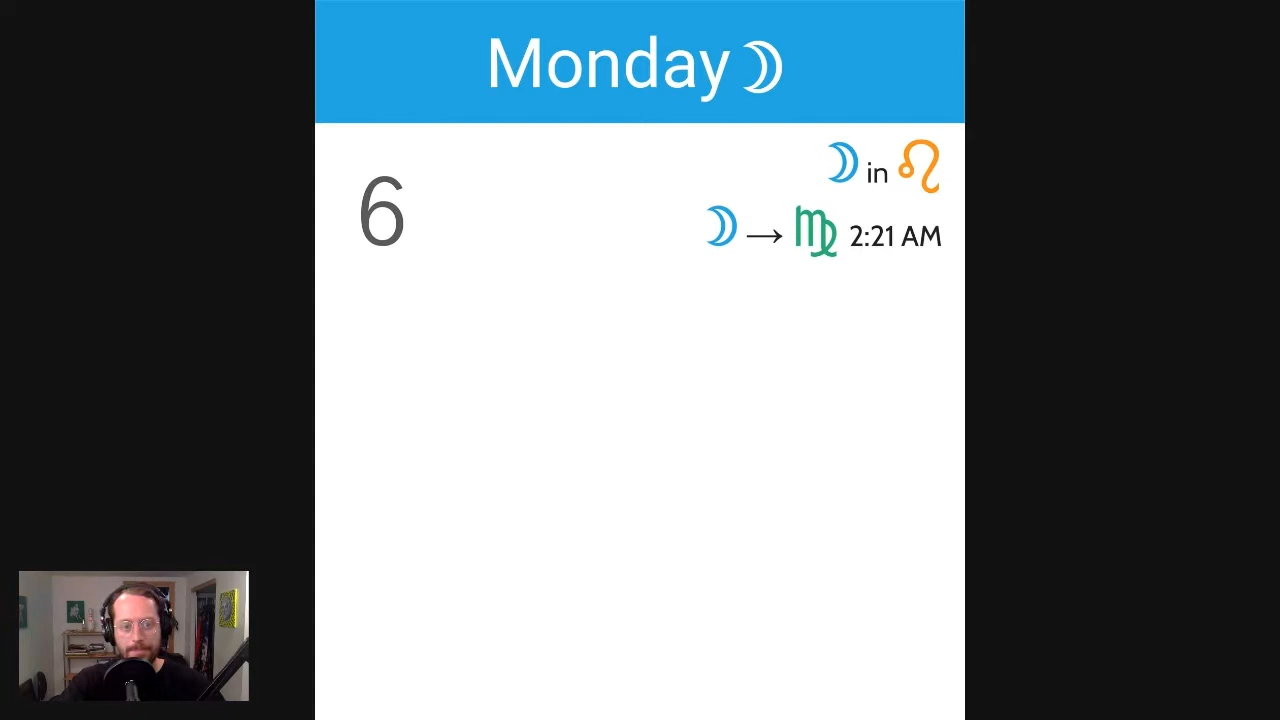 Monday☽
☽ in ♌
6
☽ → ♍ 2:21 AM